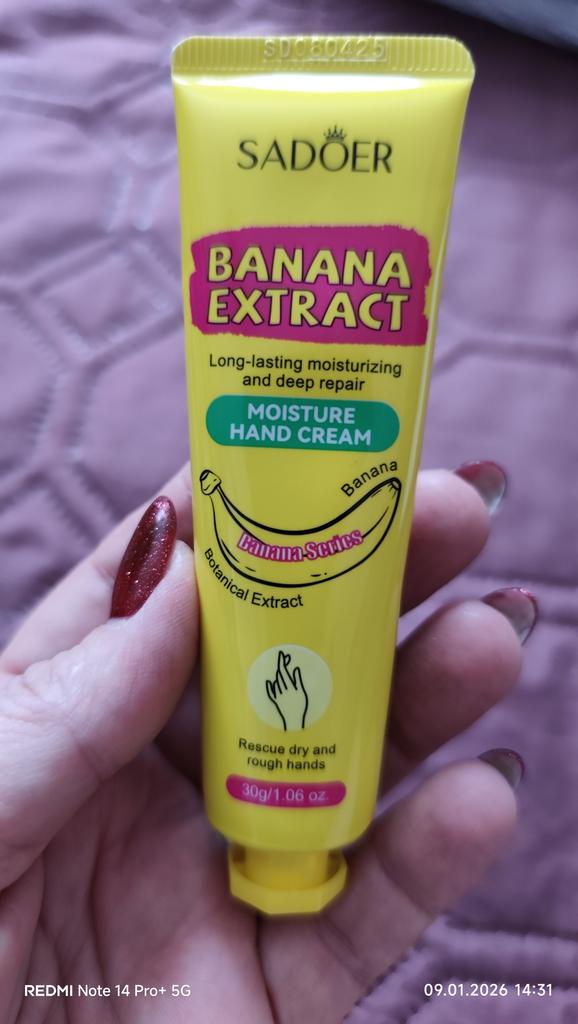 SD080425
SADOER
BANANA
EXTRACT
Long-lasting moisturizing
and deep repair
MOISTURE
HAND CREAM
Banana
Banana Series
Botanical Extract
Rescue dry and
rough hands
30g/1.06 oz.
REDMI Note 14 Pro+ 5G
09.01.2026 14:31